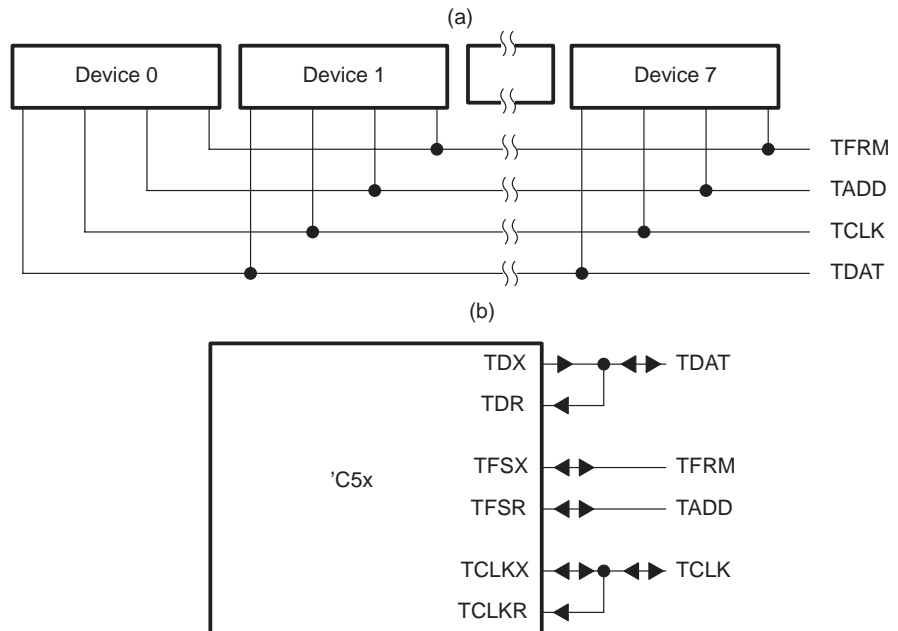 (a)
Device 0
Device 1
Device 7
TFRM
TADD
TCLK
TDAT
(b)
TDX
TDAT
TDR
'C5x
TFSX
TFRM
TFSR
TADD
TCLKX
TCLK
TCLKR